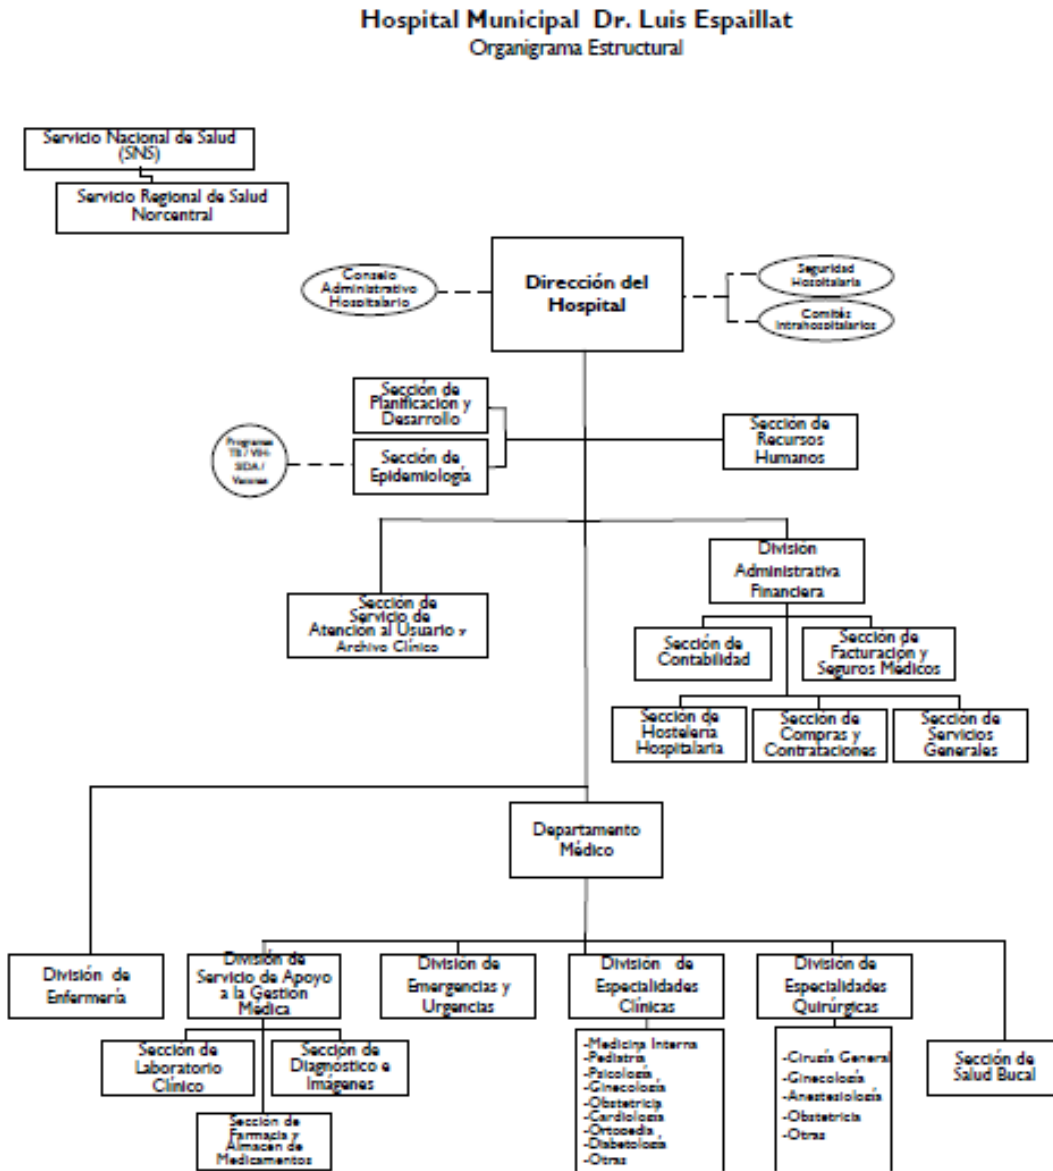 Hospital Municipal Dr. Luis Espaillat
Organigrama Estructural
Servicio Nacional de Salud
(SNS)
Servicio Regional de Salud
Norcentral
Consejo
Administrativo
Hospitalario
Dirección del
Hospital
Seguridad
Hospitalaria
Comités
Intrahospitalarios
Sección de
Planificacion y
Desarrollo
Programas
TB / VIH-
SIDA /
Vacunas
Sección de
Epidemiología
Sección de
Recursos
Humanos
Sección de
Servicio de
Atención al Usuario y
Archivo Clínico
División
Administrativa
Financiera
Sección de
Contabilidad
Sección de
Facturación y
Seguros Médicos
Sección de
Hostelería
Hospitalaria
Sección de
Compras y
Contrataciones
Sección de
Servicios
Generales
Departamento
Médico
División de
Enfermería
División de
Servicio de Apoyo
a la Gestión
Médica
División de
Emergencias y
Urgencias
División de
Especialidades
Clínicas
División de
Especialidades
Quirúrgicas
Sección de
Laboratorio
Clínico
Sección de
Diagnóstico e
Imágenes
Sección de
Farmacia y
Almacén de
Medicamentos
-Medicina Interna
-Pediatría
-Psicología
-Ginecología
-Obstetricia
-Cardiología
-Ortopedia
-Diabetología
-Otras
-Cirugía General
-Ginecología
-Anestesiología
-Obstetricia
-Otras
Sección de
Salud Bucal